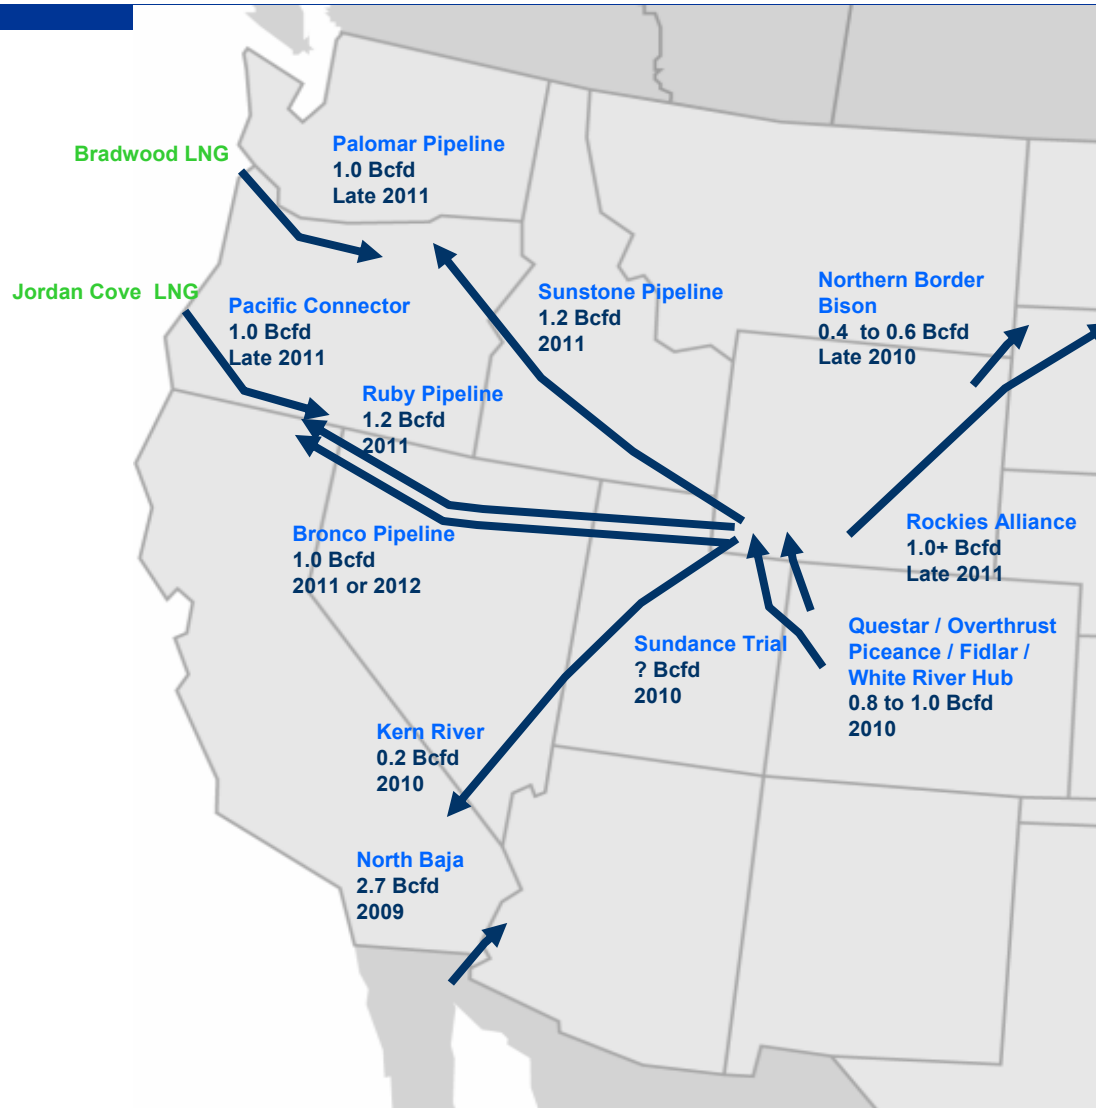 Bradwood LNG
Palomar Pipeline
1.0 Bcfd
Late 2011
Jordan Cove  LNG
Pacific Connector
1.0 Bcfd
Late 2011
Sunstone Pipeline
1.2 Bcfd
2011
Northern Border
Bison
0.4  to 0.6 Bcfd
Late 2010
Ruby Pipeline
1.2 Bcfd
2011
Bronco Pipeline
1.0 Bcfd
2011 or 2012
Rockies Alliance
1.0+ Bcfd
Late 2011
Sundance Trial
? Bcfd
2010
Questar / Overthrust
Piceance / Fidlar /
White River Hub
0.8 to 1.0 Bcfd
2010
Kern River
0.2 Bcfd
2010
North Baja
2.7 Bcfd
2009